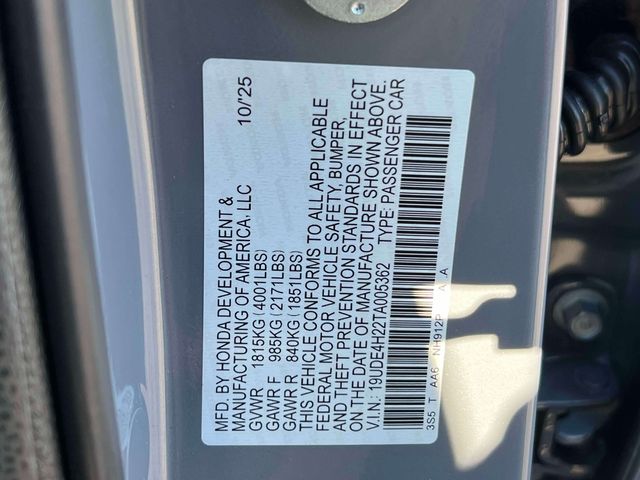 MFD. BY HONDA DEVELOPMENT &
MANUFACTURING OF AMERICA, LLC 10/'25
GVWR 1815KG (4001LBS)
GAWR F 985KG (2171LBS)
GAWR R 840KG (1851LBS)
THIS VEHICLE CONFORMS TO ALL APPLICABLE
FEDERAL MOTOR VEHICLE SAFETY, BUMPER,
AND THEFT PREVENTION STANDARDS IN EFFECT
ON THE DATE OF MANUFACTURE SHOWN ABOVE.
V.I.N.: 19UDE4H22TA005362 TYPE: PASSENGER CAR
3S5 T AA6 NH912P A A